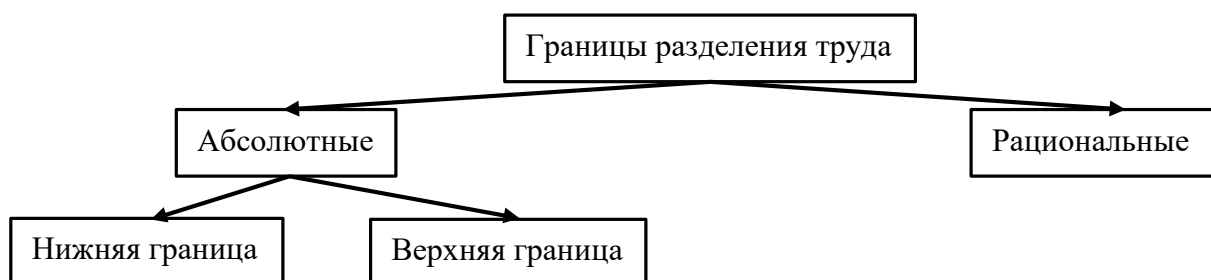 Границы разделения труда
Абсолютные
Рациональные
Нижняя граница
Верхняя граница